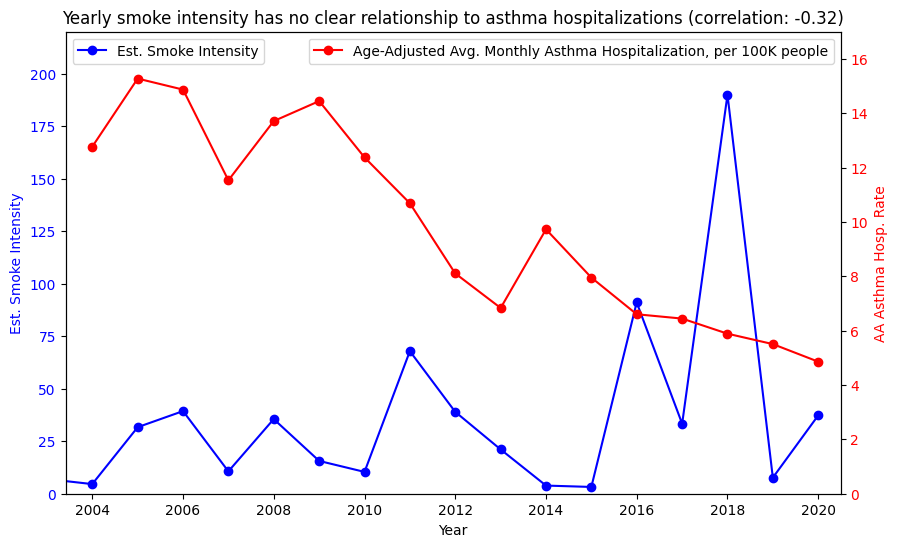 Yearly smoke intensity has no clear relationship to asthma hospitalizations (correlation: -0.32)
Est. Smoke Intensity
Age-Adjusted Avg. Monthly Asthma Hospitalization, per 100K people
200
175
150
125
100
75
50
25
0
Est. Smoke Intensity
16
14
12
10
8
6
4
2
0
AA Asthma Hosp. Rate
2004 2006 2008 2010 2012 2014 2016 2018 2020
Year